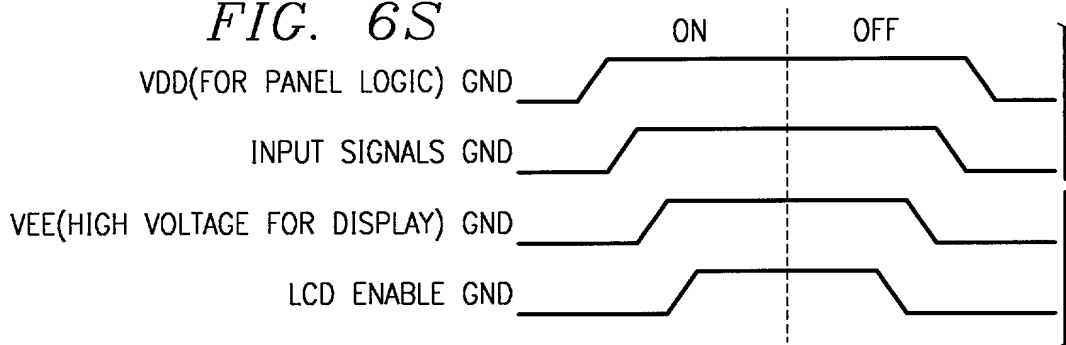 FIG. 6S
ON OFF
VDD(FOR PANEL LOGIC) GND
INPUT SIGNALS GND
VEE(HIGH VOLTAGE FOR DISPLAY) GND
LCD ENABLE GND